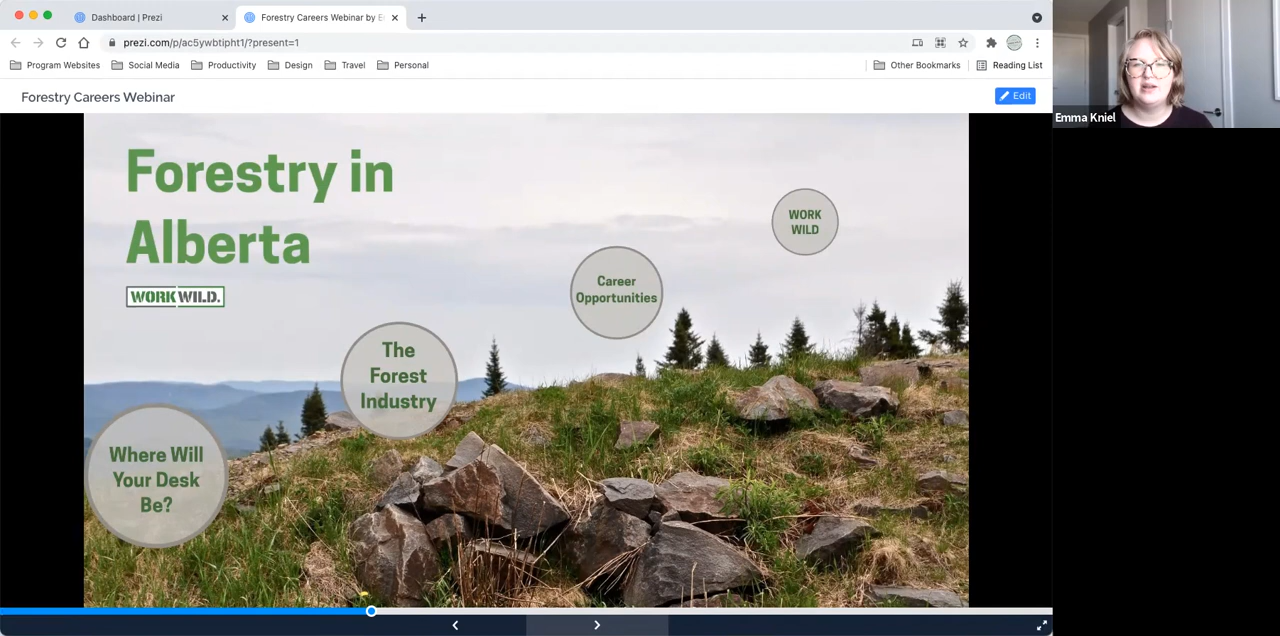 Dashboard | Prezi
Forestry Careers Webinar by E
prezi.com/p/ac5ywbtipht1/?present=1
Program Websites
Social Media
Productivity
Design
Travel
Personal
Other Bookmarks
Reading List
Forestry Careers Webinar
Edit
Emma Kniel
Forestry in
Alberta
WORK WILD.
WORK
WILD
Career
Opportunities
The
Forest
Industry
Where Will
Your Desk
Be?